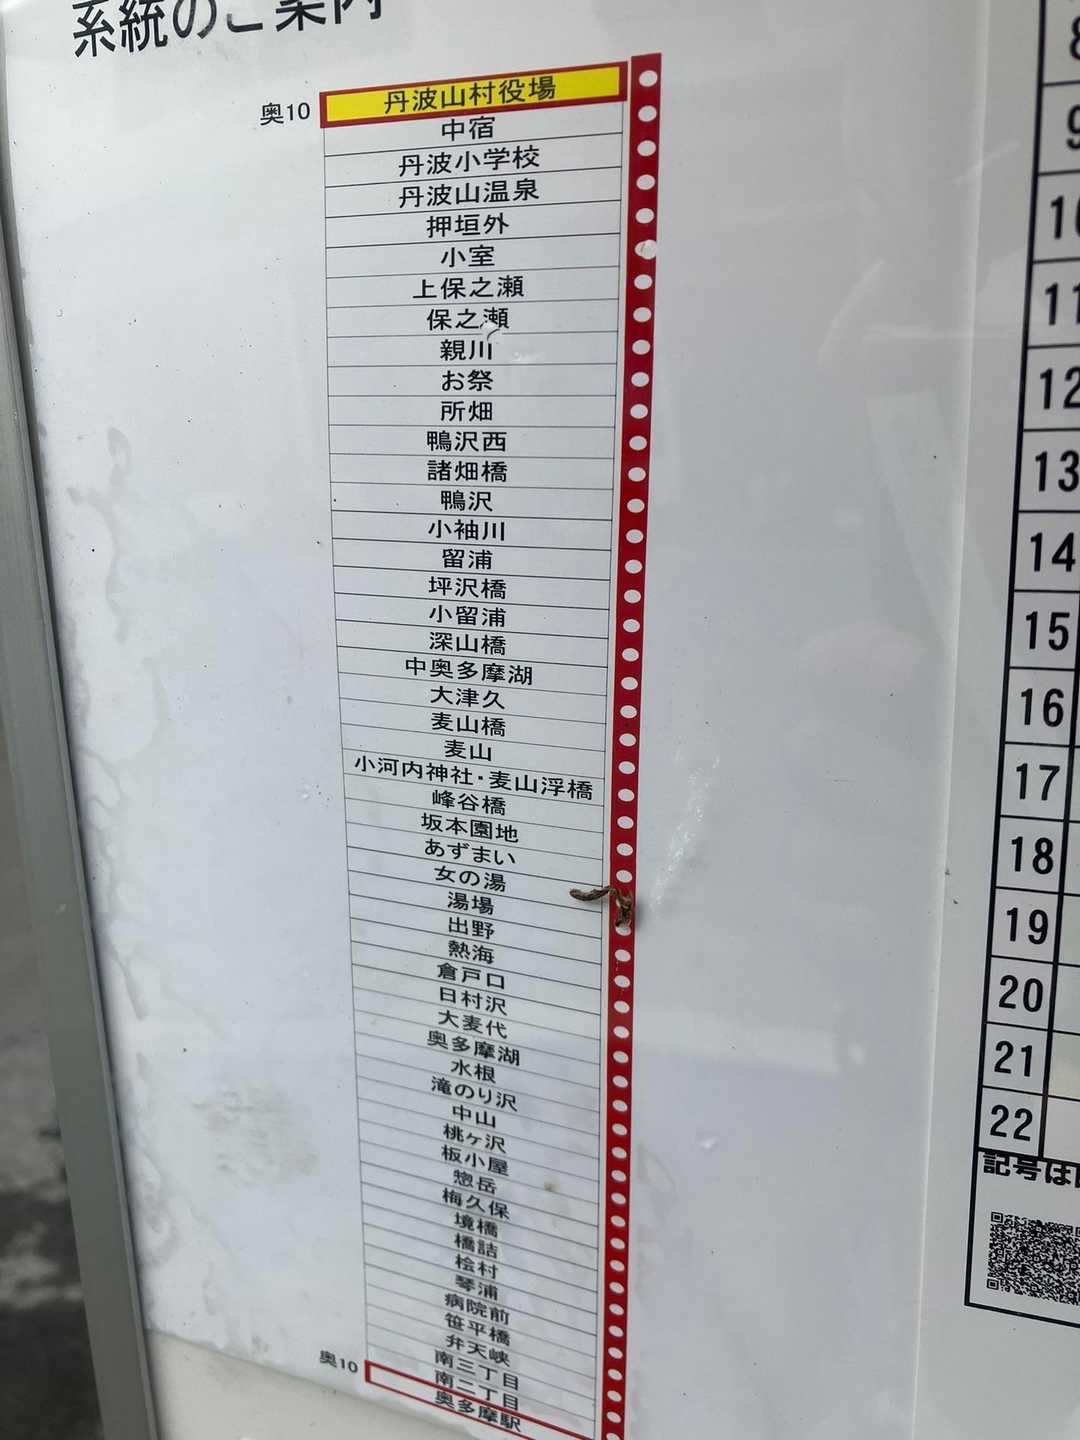 系統のご案内
奥10
丹波山村役場
中宿
丹波小学校
丹波山温泉
押垣外
小室
上保之瀬
保之瀬
親川
お祭
所畑
鴨沢西
諸畑橋
鴨沢
小袖川
留浦
坪沢橋
小留浦
深山橋
中奥多摩湖
大津久
麦山橋
麦山
小河内神社・麦山浮橋
峰谷橋
坂本園地
あずまい
女の湯
湯場
出野
熱海
倉戸口
日村沢
大麦代
奥多摩湖
水根
滝のり沢
中山
桃ヶ沢
板小屋
惣岳
梅久保
境橋
橋詰
桧村
琴浦
病院前
笹平橋
弁天峡
南三丁目
南二丁目
奥10
奥多摩駅
8
9
10
11
12
13
14
15
16
17
18
19
20
21
22
記号は